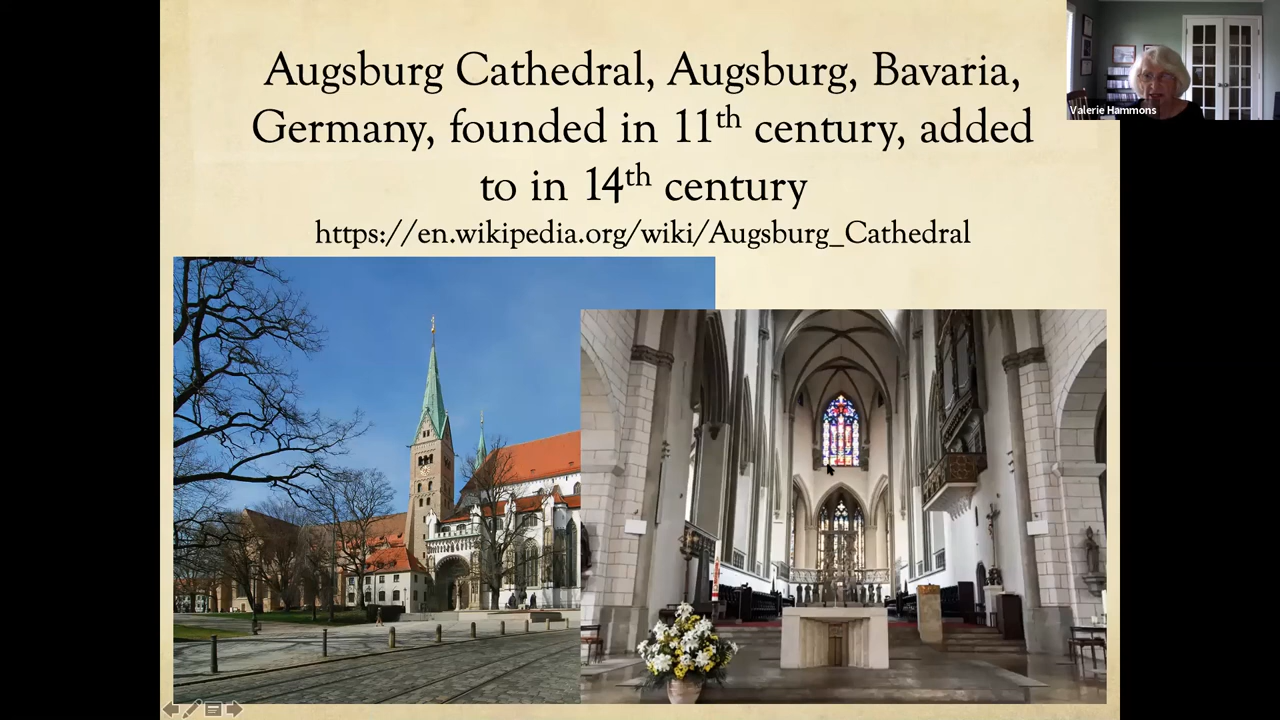 Augsburg Cathedral, Augsburg, Bavaria,
Germany, founded in 11th century, added
to in 14th century
https://en.wikipedia.org/wiki/Augsburg_Cathedral
Valerie Hammons